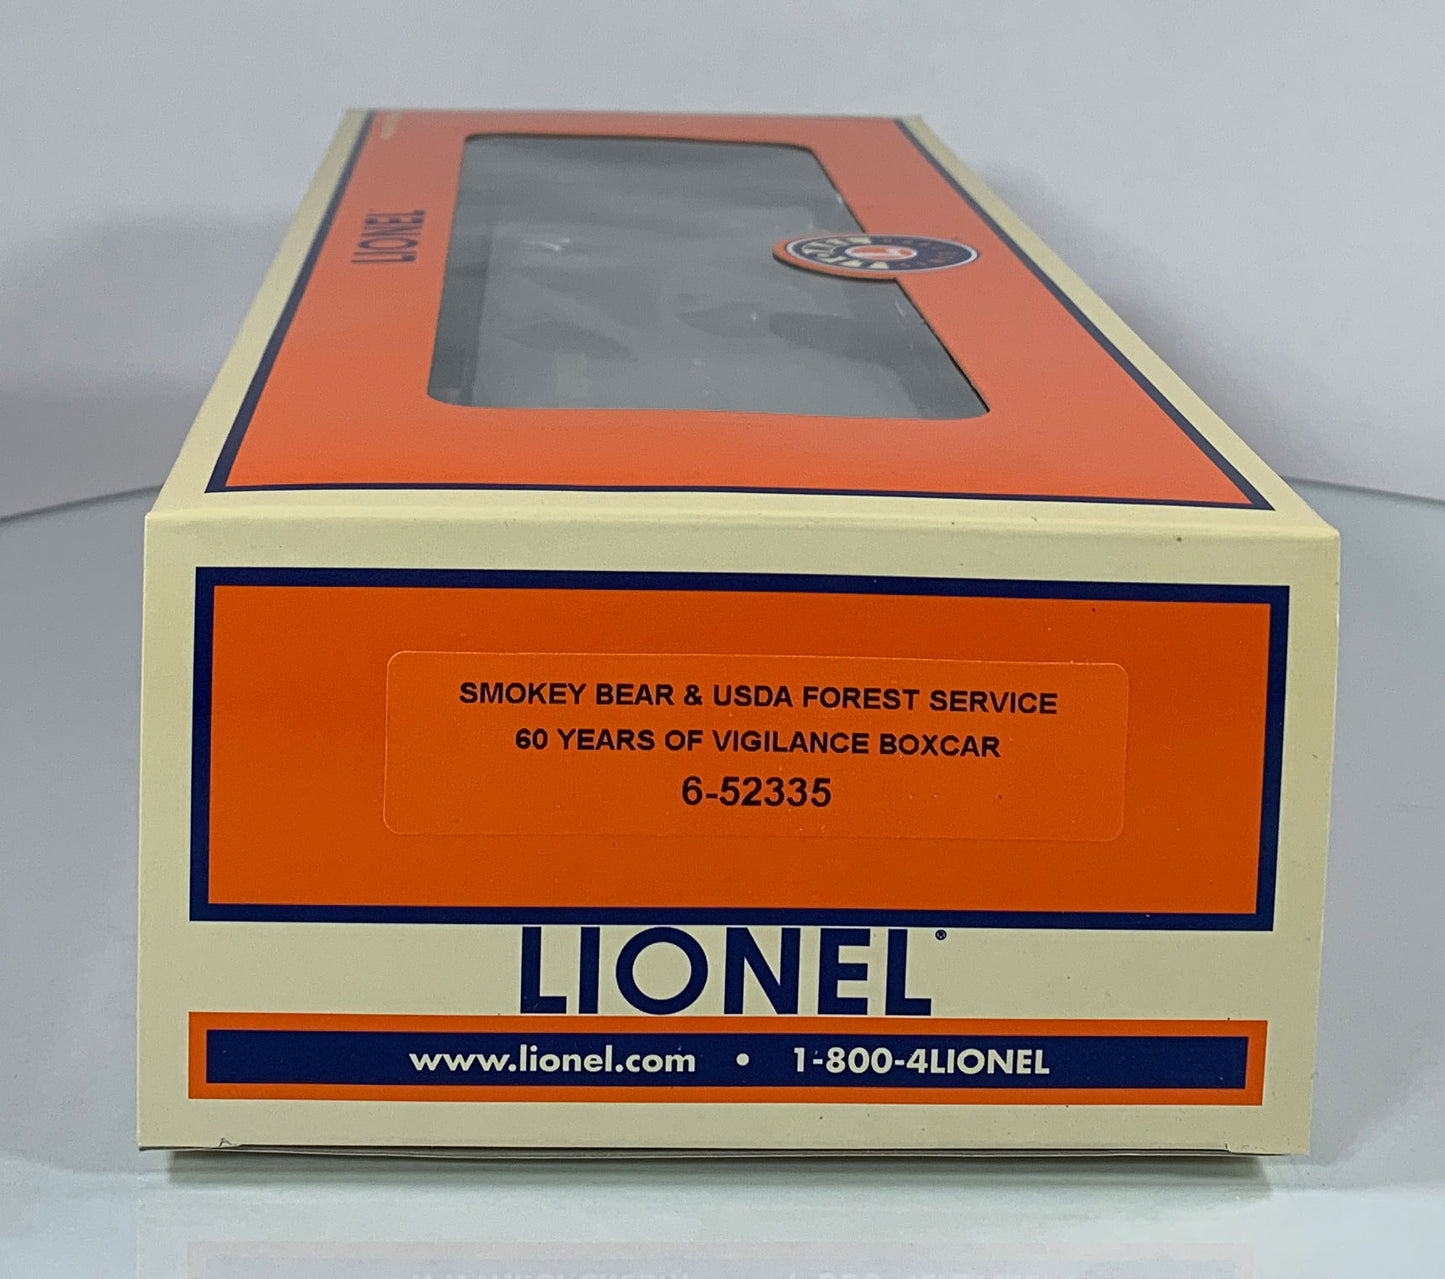 LIONEL
SMOKEY BEAR & USDA FOREST SERVICE
60 YEARS OF VIGILANCE BOXCAR
6-52335
LIONEL®
www.lionel.com • 1-800-4LIONEL